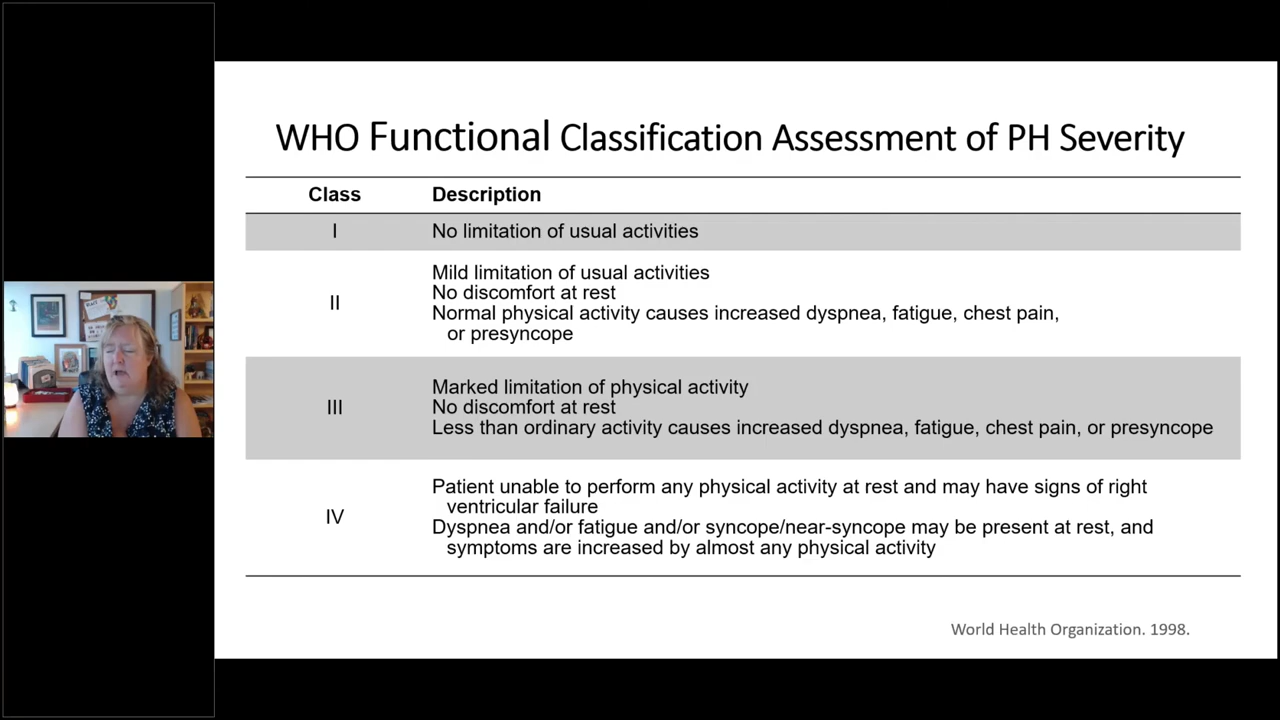 WHO Functional Classification Assessment of PH Severity
Class Description
I No limitation of usual activities
Mild limitation of usual activities
No discomfort at rest
II
Normal physical activity causes increased dyspnea, fatigue, chest pain,
or presyncope
Marked limitation of physical activity
III No discomfort at rest
Less than ordinary activity causes increased dyspnea, fatigue, chest pain, or presyncope
Patient unable to perform any physical activity at rest and may have signs of right
ventricular failure
IV
Dyspnea and/or fatigue and/or syncope/near-syncope may be present at rest, and
symptoms are increased by almost any physical activity
World Health Organization. 1998.